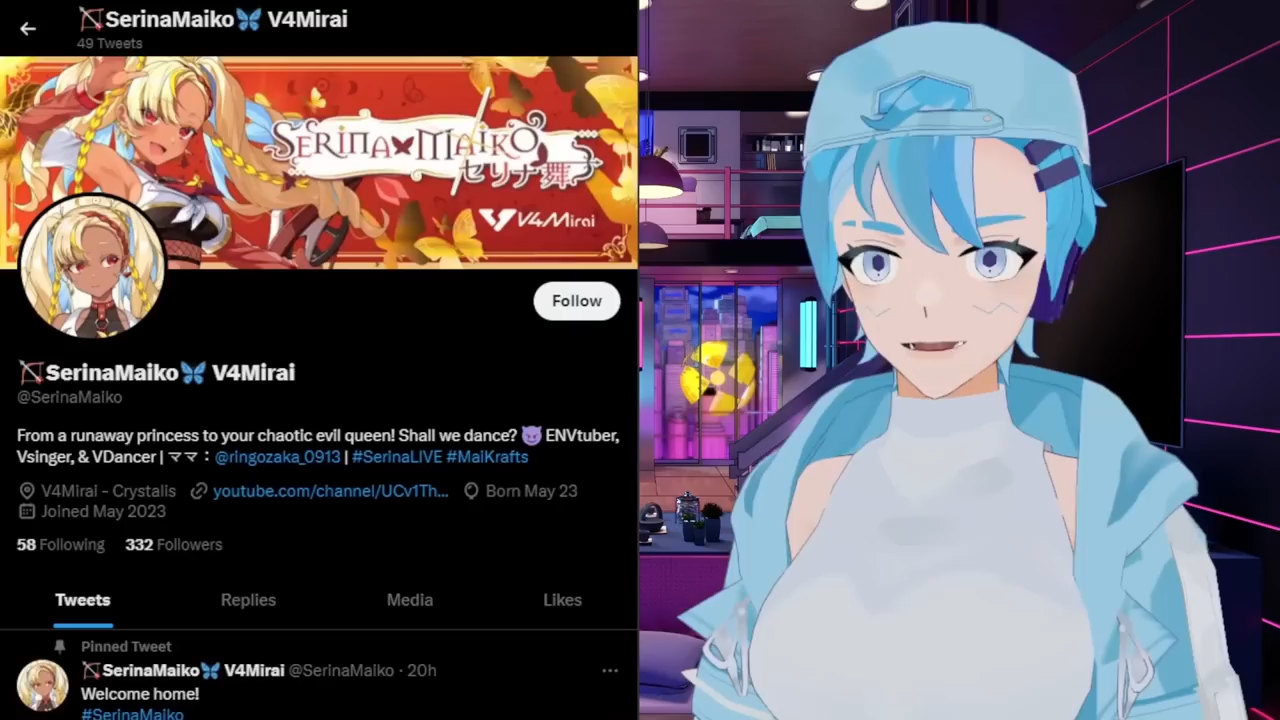 SerinaMaiko V4Mirai
49 Tweets
SERINA MAIKO
セリナ舞
V4Mirai
Follow
SerinaMaiko V4Mirai
@SerinaMaiko
From a runaway princess to your chaotic evil queen! Shall we dance? 😈 ENVtuber,
Vsinger, & VDancer | ママ：@ringozaka_0913 | #SerinaLIVE #MaiKrafts
V4Mirai - Crystalis youtube.com/channel/UCv1Th... Born May 23
Joined May 2023
58 Following 332 Followers
Tweets Replies Media Likes
Pinned Tweet
SerinaMaiko V4Mirai @SerinaMaiko · 20h
Welcome home!
#SerinaMaiko